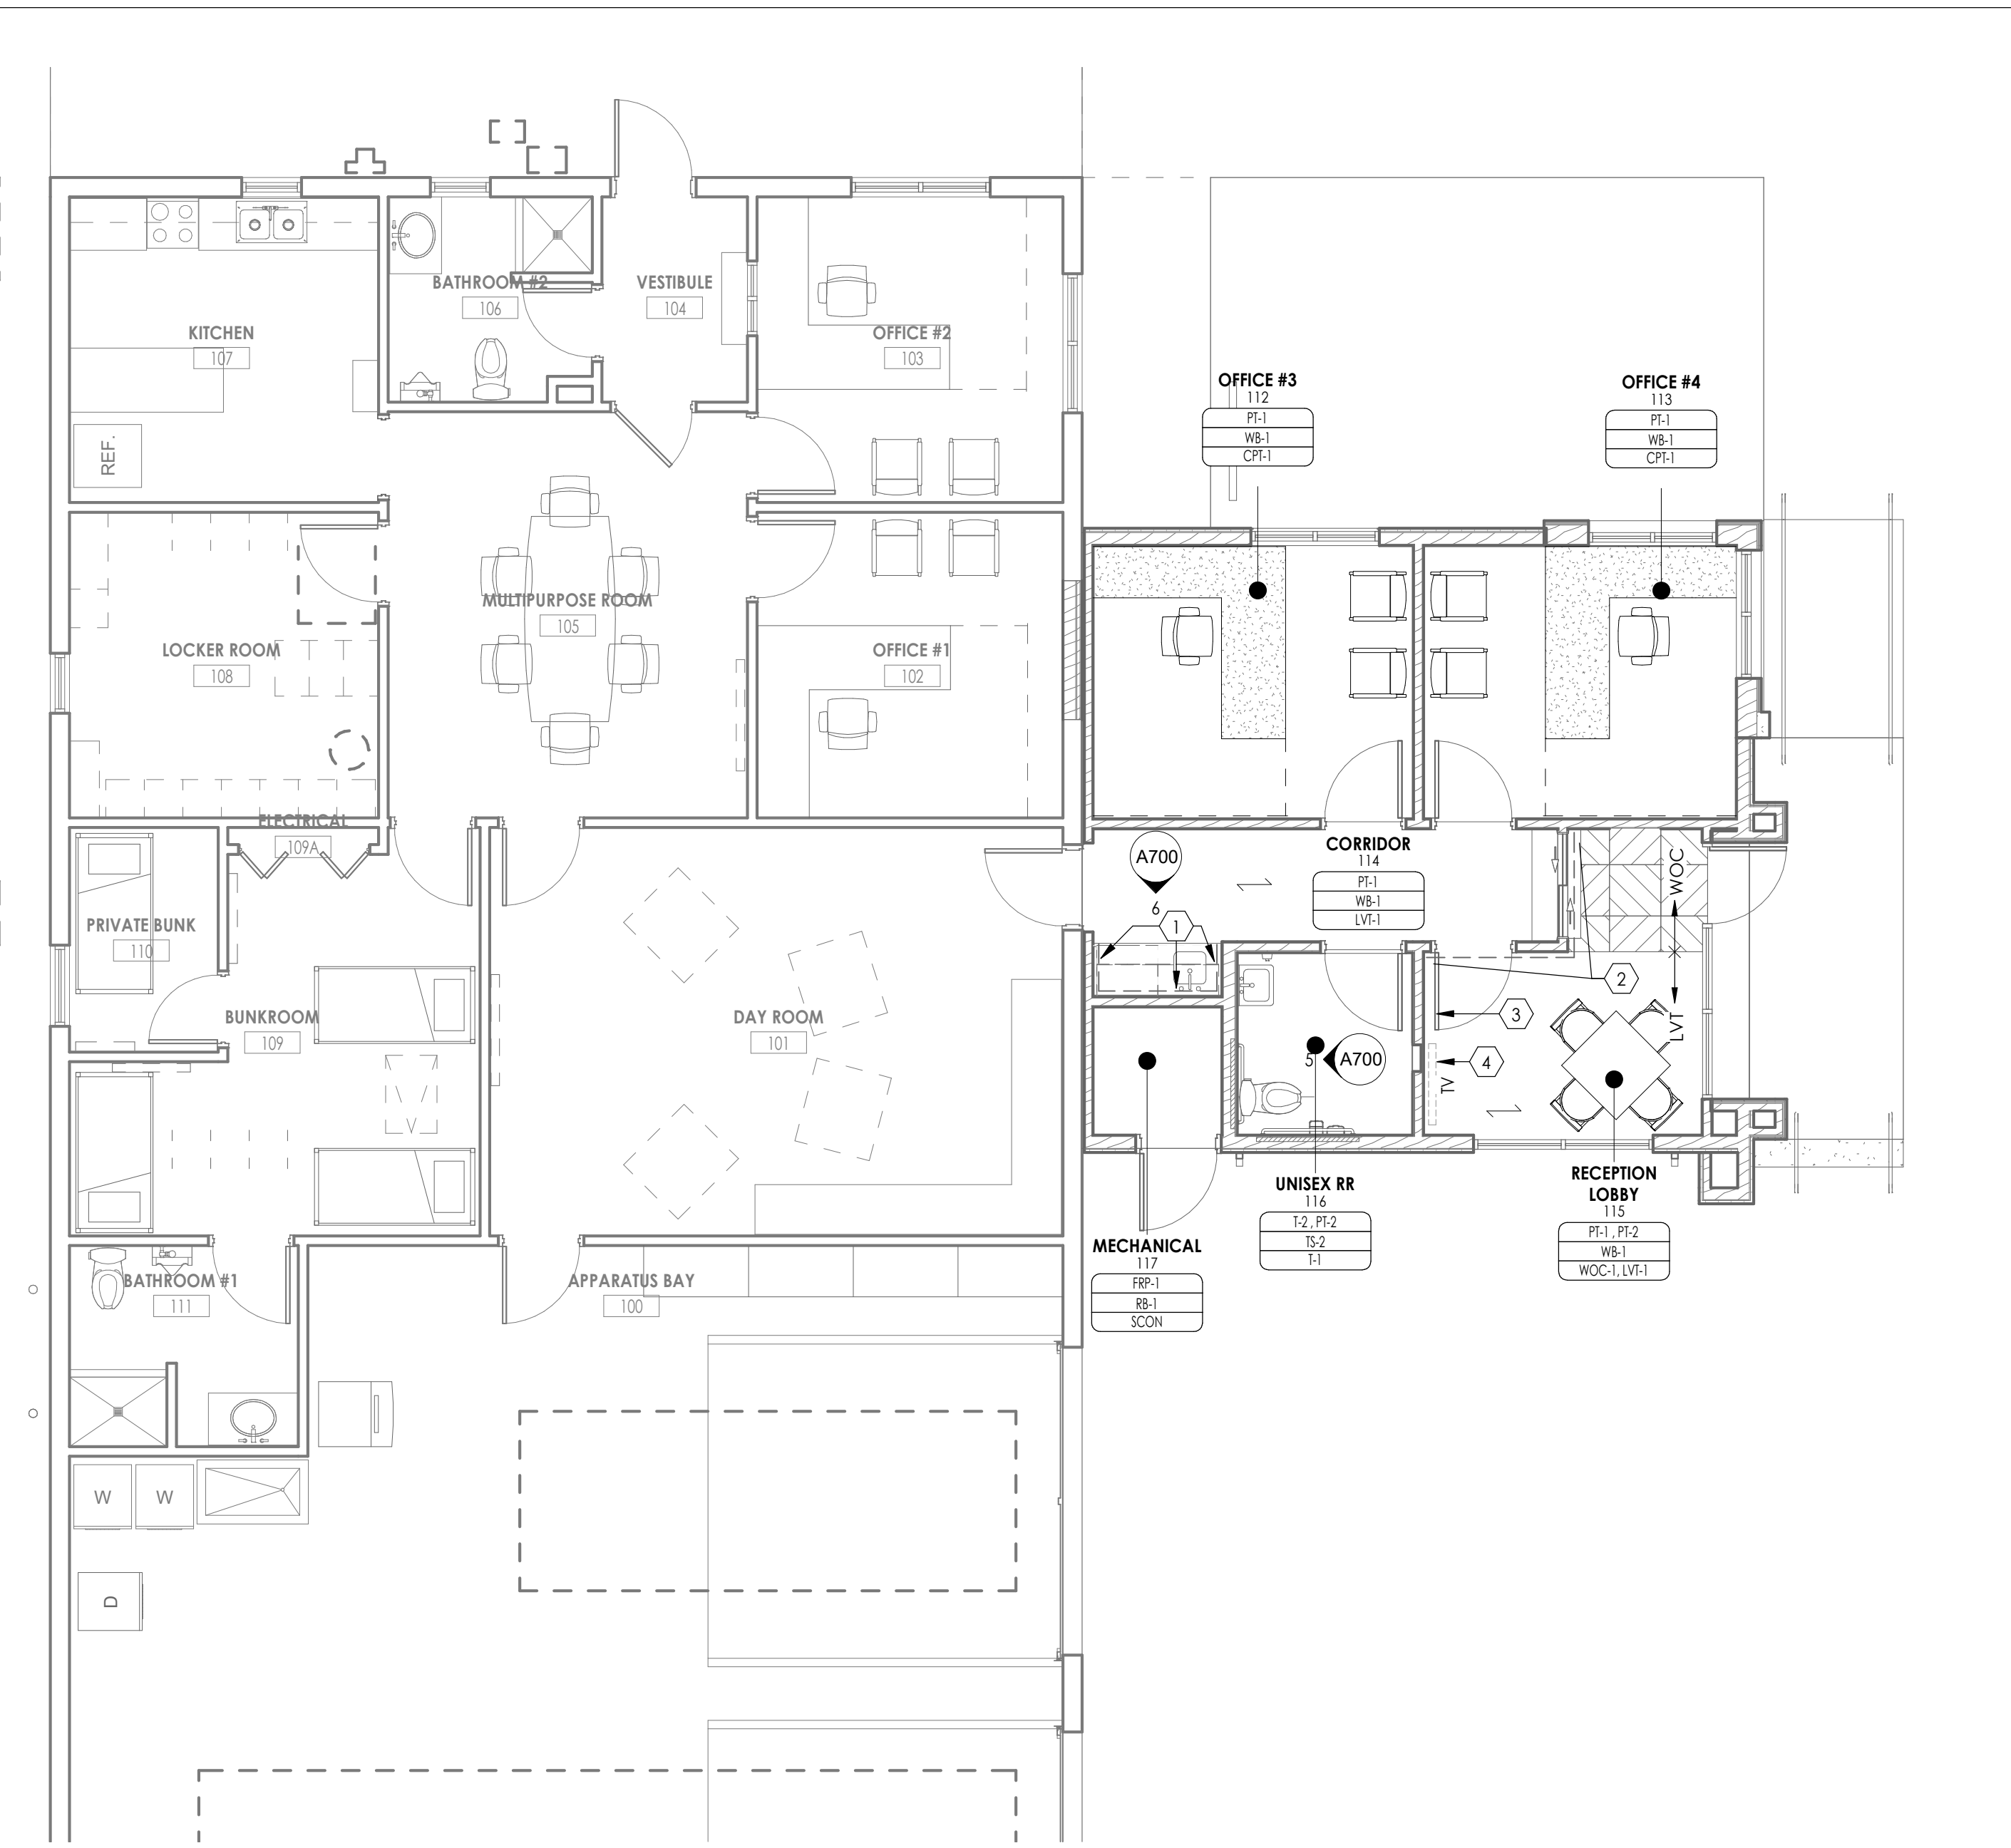 KITCHEN
107
REF.
BATHROOM #2
106
VESTIBULE
104
OFFICE #2
103
OFFICE #3
112
PT-1
WB-1
CPT-1
OFFICE #4
113
PT-1
WB-1
CPT-1
LOCKER ROOM
108
MULTIPURPOSE ROOM
105
OFFICE #1
102
ELECTRICAL
109A
PRIVATE BUNK
110
BUNKROOM
109
DAY ROOM
101
A700
6
1
CORRIDOR
114
PT-1
WB-1
LVT-1
WOC
LVT
2
3
4
TV
5
A700
UNISEX RR
116
T-2 , PT-2
TS-2
T-1
RECEPTION
LOBBY
115
PT-1 , PT-2
WB-1
WOC-1, LVT-1
MECHANICAL
117
FRP-1
RB-1
SCON
BATHROOM #1
111
APPARATUS BAY
100
W
W
D